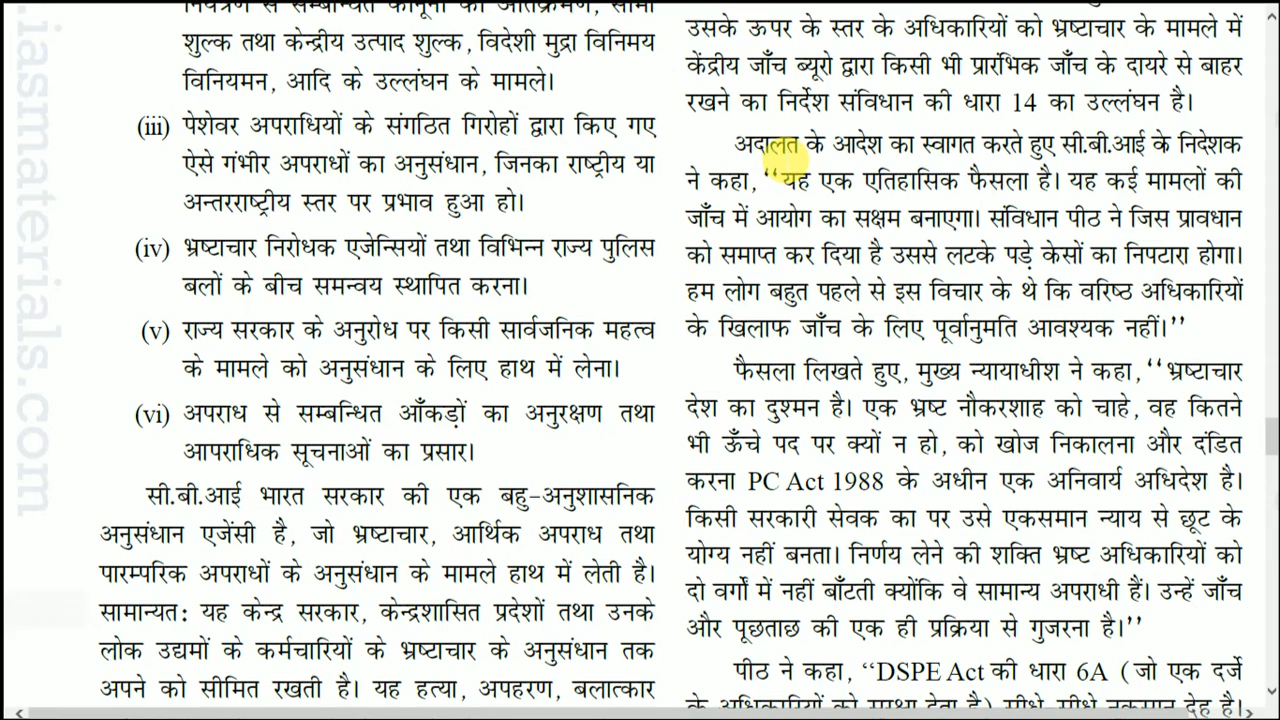 नियंत्रण से सम्बन्धित कानूनों का अतिक्रमण, सीमा
शुल्क तथा केन्द्रीय उत्पाद शुल्क, विदेशी मुद्रा विनिमय
विनियमन, आदि के उल्लंघन के मामले।
(iii) पेशेवर अपराधियों के संगठित गिरोहों द्वारा किए गए
ऐसे गंभीर अपराधों का अनुसंधान, जिनका राष्ट्रीय या
अन्तरराष्ट्रीय स्तर पर प्रभाव हुआ हो।
(iv) भ्रष्टाचार निरोधक एजेन्सियों तथा विभिन्न राज्य पुलिस
बलों के बीच समन्वय स्थापित करना।
(v) राज्य सरकार के अनुरोध पर किसी सार्वजनिक महत्व
के मामले को अनुसंधान के लिए हाथ में लेना।
(vi) अपराध से सम्बन्धित आँकड़ों का अनुरक्षण तथा
आपराधिक सूचनाओं का प्रसार।
सी.बी.आई भारत सरकार की एक बहु-अनुशासनिक
अनुसंधान एजेंसी है, जो भ्रष्टाचार, आर्थिक अपराध तथा
पारम्परिक अपराधों के अनुसंधान के मामले हाथ में लेती है।
सामान्यत: यह केन्द्र सरकार, केन्द्रशासित प्रदेशों तथा उनके
लोक उद्यमों के कर्मचारियों के भ्रष्टाचार के अनुसंधान तक
अपने को सीमित रखती है। यह हत्या, अपहरण, बलात्कार
उसके ऊपर के स्तर के अधिकारियों को भ्रष्टाचार के मामले में
केंद्रीय जाँच ब्यूरो द्वारा किसी भी प्रारंभिक जाँच के दायरे से बाहर
रखने का निर्देश संविधान की धारा 14 का उल्लंघन है।
अदालत के आदेश का स्वागत करते हुए सी.बी.आई के निदेशक
ने कहा, ‘‘यह एक एतिहासिक फैसला है। यह कई मामलों की
जाँच में आयोग का सक्षम बनाएगा। संविधान पीठ ने जिस प्रावधान
को समाप्त कर दिया है उससे लटके पड़े केसों का निपटारा होगा।
हम लोग बहुत पहले से इस विचार के थे कि वरिष्ठ अधिकारियों
के खिलाफ जाँच के लिए पूर्वानुमति आवश्यक नहीं।’’
फैसला लिखते हुए, मुख्य न्यायाधीश ने कहा, ‘‘भ्रष्टाचार
देश का दुश्मन है। एक भ्रष्ट नौकरशाह को चाहे, वह कितने
भी ऊँचे पद पर क्यों न हो, को खोज निकालना और दंडित
करना PC Act 1988 के अधीन एक अनिवार्य अधिदेश है।
किसी सरकारी सेवक का पर उसे एकसमान न्याय से छूट के
योग्य नहीं बनता। निर्णय लेने की शक्ति भ्रष्ट अधिकारियों को
दो वर्गों में नहीं बाँटती क्योंकि वे सामान्य अपराधी हैं। उन्हें जाँच
और पूछताछ की एक ही प्रक्रिया से गुजरना है।’’
पीठ ने कहा, ‘‘DSPE Act की धारा 6A (जो एक दर्जे
के अधिकारियों को सुरक्षा देता है) सीधे-सीधे नुकसान देह है।
.iasmaterials.com